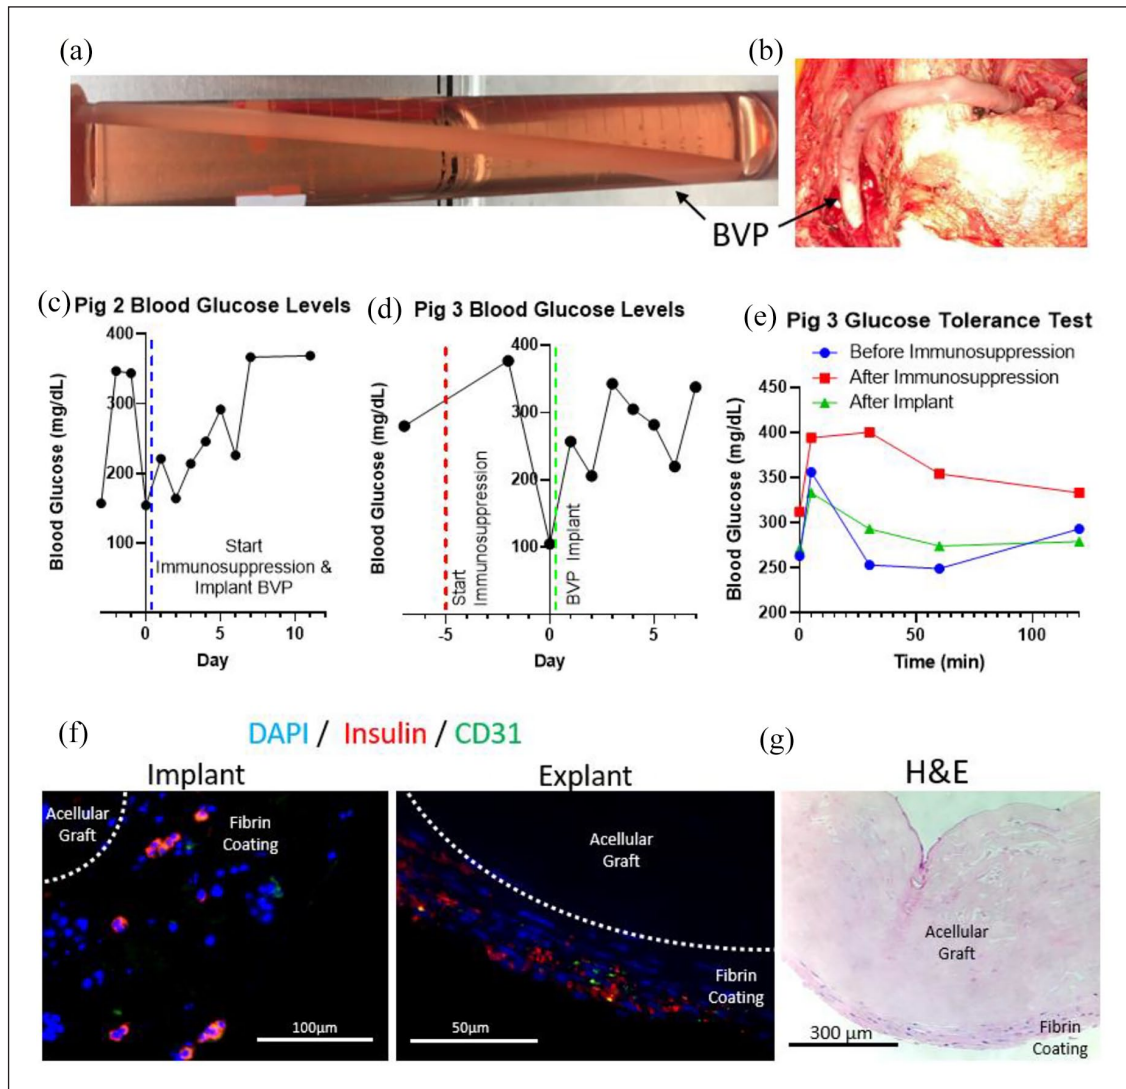 (a)
(b)
BVP
(c)
Pig 2 Blood Glucose Levels
Blood Glucose (mg/dL)
400
300
200
100
0
5
10
Day
Start
Immunosuppression &
Implant BVP
(d)
Pig 3 Blood Glucose Levels
Blood Glucose (mg/dL)
400
300
200
100
-5
0
5
Day
Start
Immunosuppression
BVP Implant
(e)
Pig 3 Glucose Tolerance Test
Before Immunosuppression
After Immunosuppression
After Implant
Blood Glucose (mg/dL)
450
400
350
300
250
200
0
50
100
Time (min)
(f)
DAPI / Insulin / CD31
Implant
Acellular
Graft
Fibrin
Coating
100µm
Explant
Acellular
Graft
Fibrin
Coating
50µm
(g)
H&E
Acellular
Graft
Fibrin
Coating
300 µm